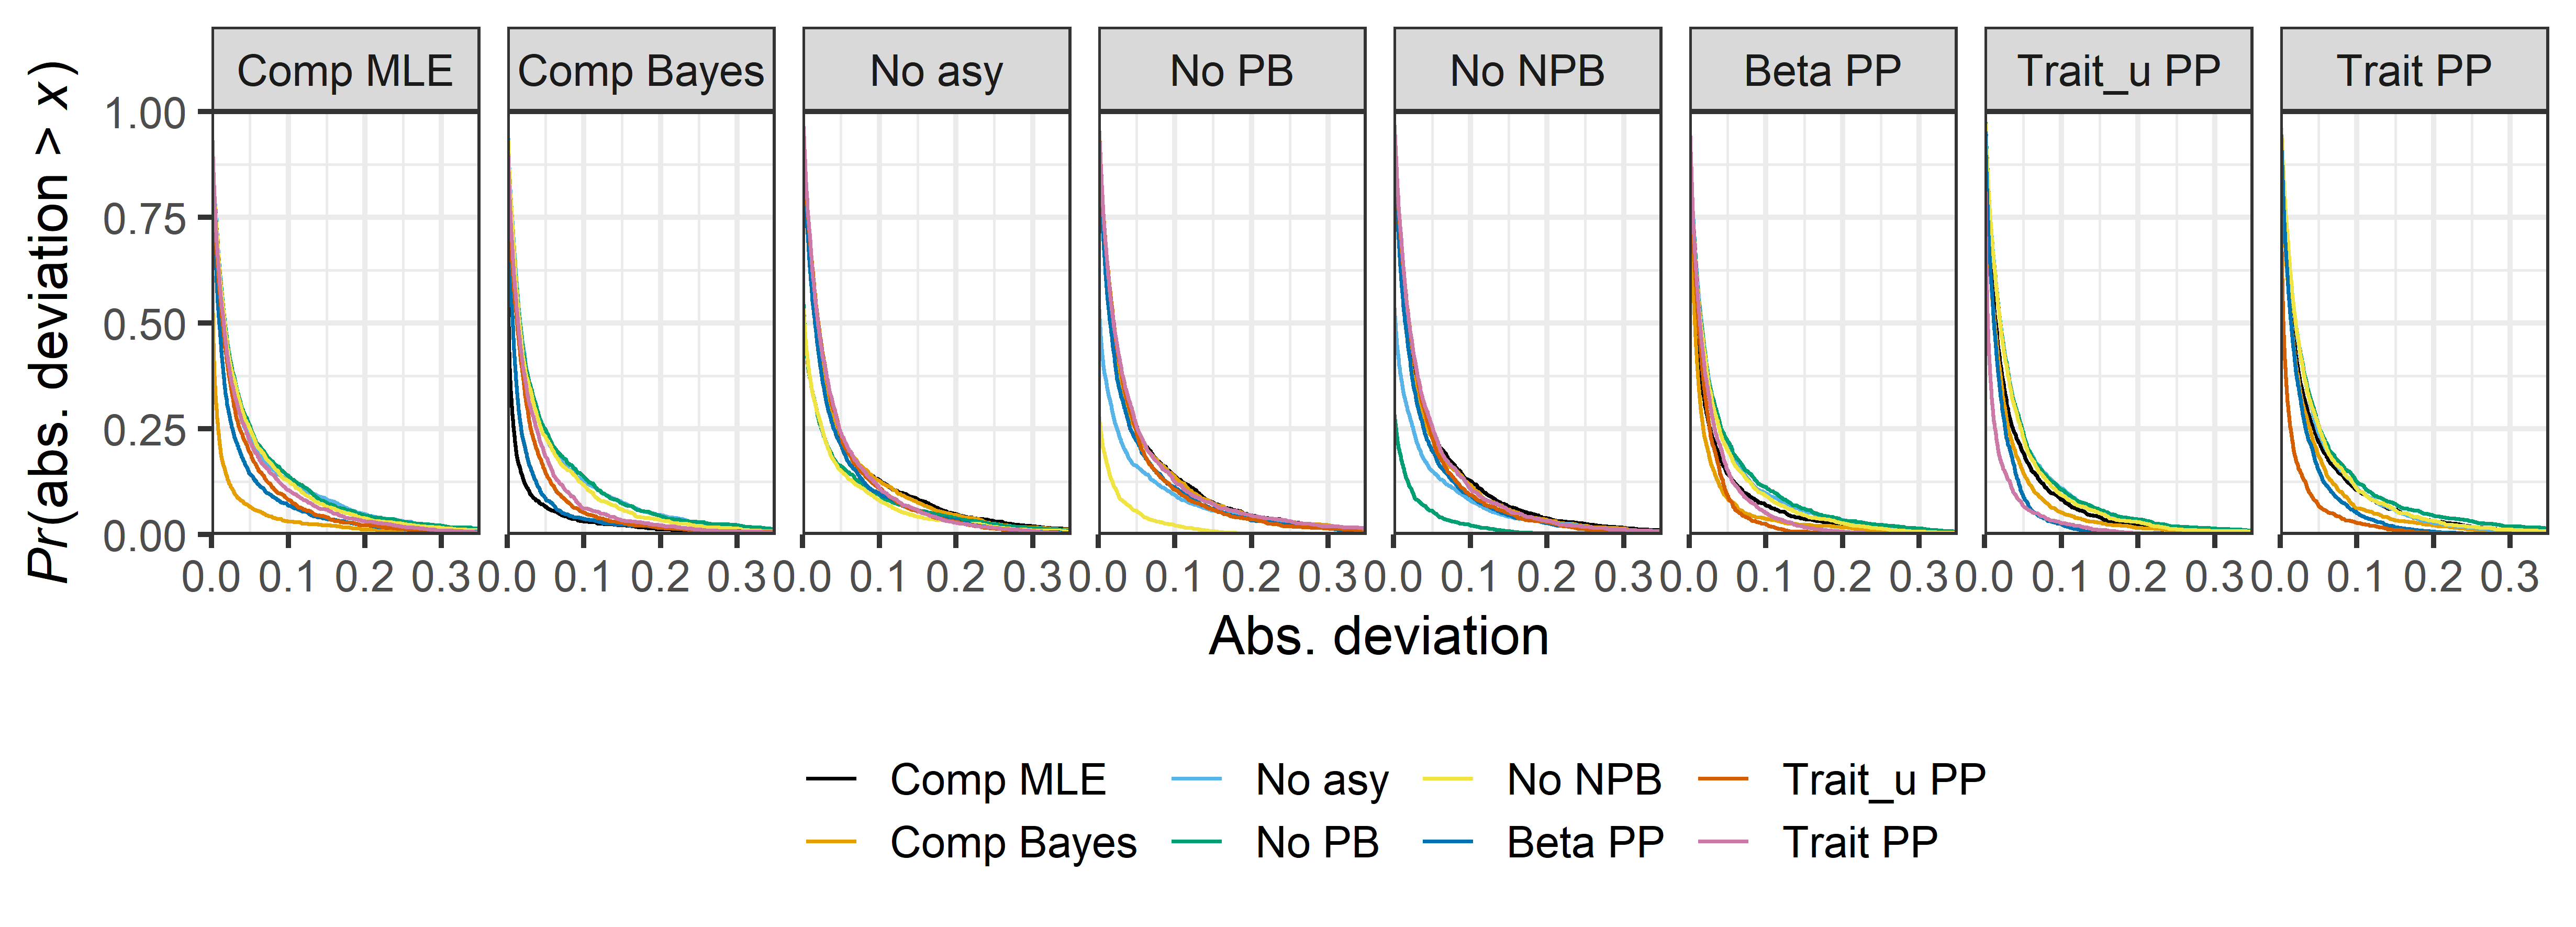 Comp MLE Comp Bayes No asy No PB No NPB Beta PP Trait_u PP Trait PP
Pr(abs. deviation > x)
1.00
0.75
0.50
0.25
0.00
0.0 0.1 0.2 0.3 0.0 0.1 0.2 0.3 0.0 0.1 0.2 0.3 0.0 0.1 0.2 0.3 0.0 0.1 0.2 0.3 0.0 0.1 0.2 0.3 0.0 0.1 0.2 0.3 0.0 0.1 0.2 0.3
Abs. deviation
Comp MLE No asy No NPB Trait_u PP
Comp Bayes No PB Beta PP Trait PP